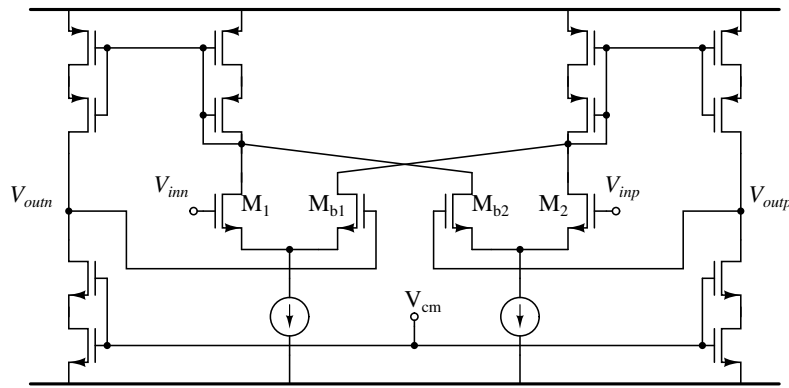 V_outn
V_inn
M_1
M_b1
M_b2
M_2
V_inp
V_outp
V_cm